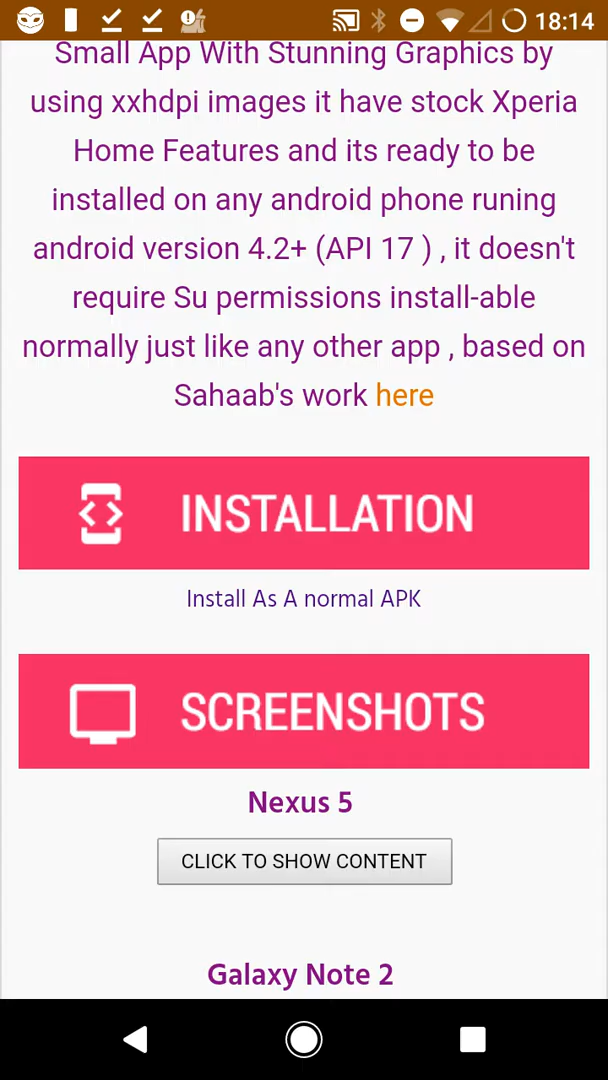 18:14
Small App With Stunning Graphics by
using xxhdpi images it have stock Xperia
Home Features and its ready to be
installed on any android phone runing
android version 4.2+ (API 17 ) , it doesn't
require Su permissions install-able
normally just like any other app , based on
Sahaab's work here
INSTALLATION
Install As A normal APK
SCREENSHOTS
Nexus 5
CLICK TO SHOW CONTENT
Galaxy Note 2